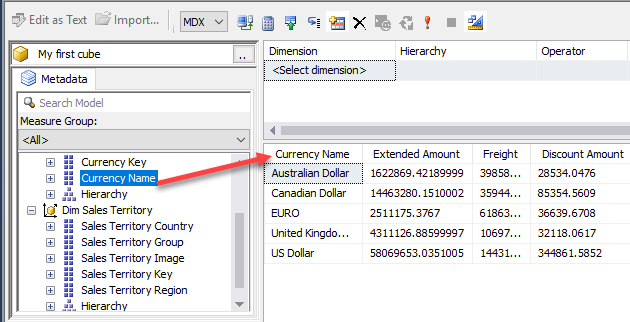 Edit as Text Import... MDX
My first cube ..
Metadata
Search Model
Measure Group:
<All>
Currency Key
Currency Name
Hierarchy
Dim Sales Territory
Sales Territory Country
Sales Territory Group
Sales Territory Image
Sales Territory Key
Sales Territory Region
Hierarchy
Dimension Hierarchy Operator
<Select dimension>
Currency Name Extended Amount Freight Discount Amount
Australian Dollar 1622869.42189999 39858... 28534.0476
Canadian Dollar 14463280.1510002 35944... 85354.5609
EURO 2511175.3767 61863... 36639.6708
United Kingdo... 4311126.88599997 10697... 32118.0617
US Dollar 58069653.0351005 14431... 344861.5852